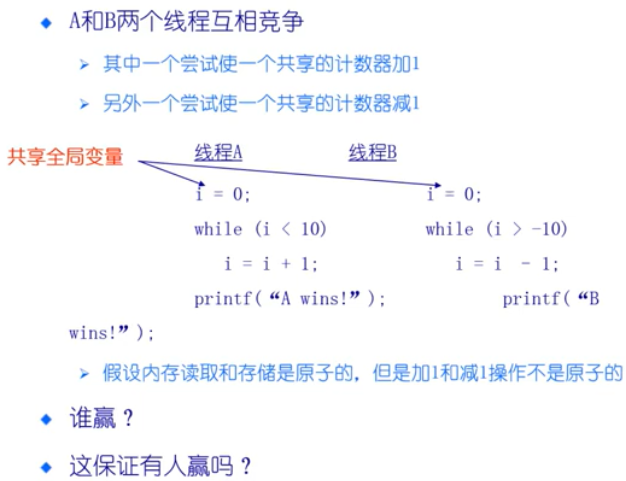 A和B两个线程互相竞争
其中一个尝试使一个共享的计数器加1
另外一个尝试使一个共享的计数器减1
共享全局变量 线程A 线程B
i = 0; i = 0;
while (i < 10) while (i > -10)
i = i + 1; i = i - 1;
printf(“A wins!”); printf(“B
wins!”);
假设内存读取和存储是原子的，但是加1和减1操作不是原子的
谁赢？
这保证有人赢吗？